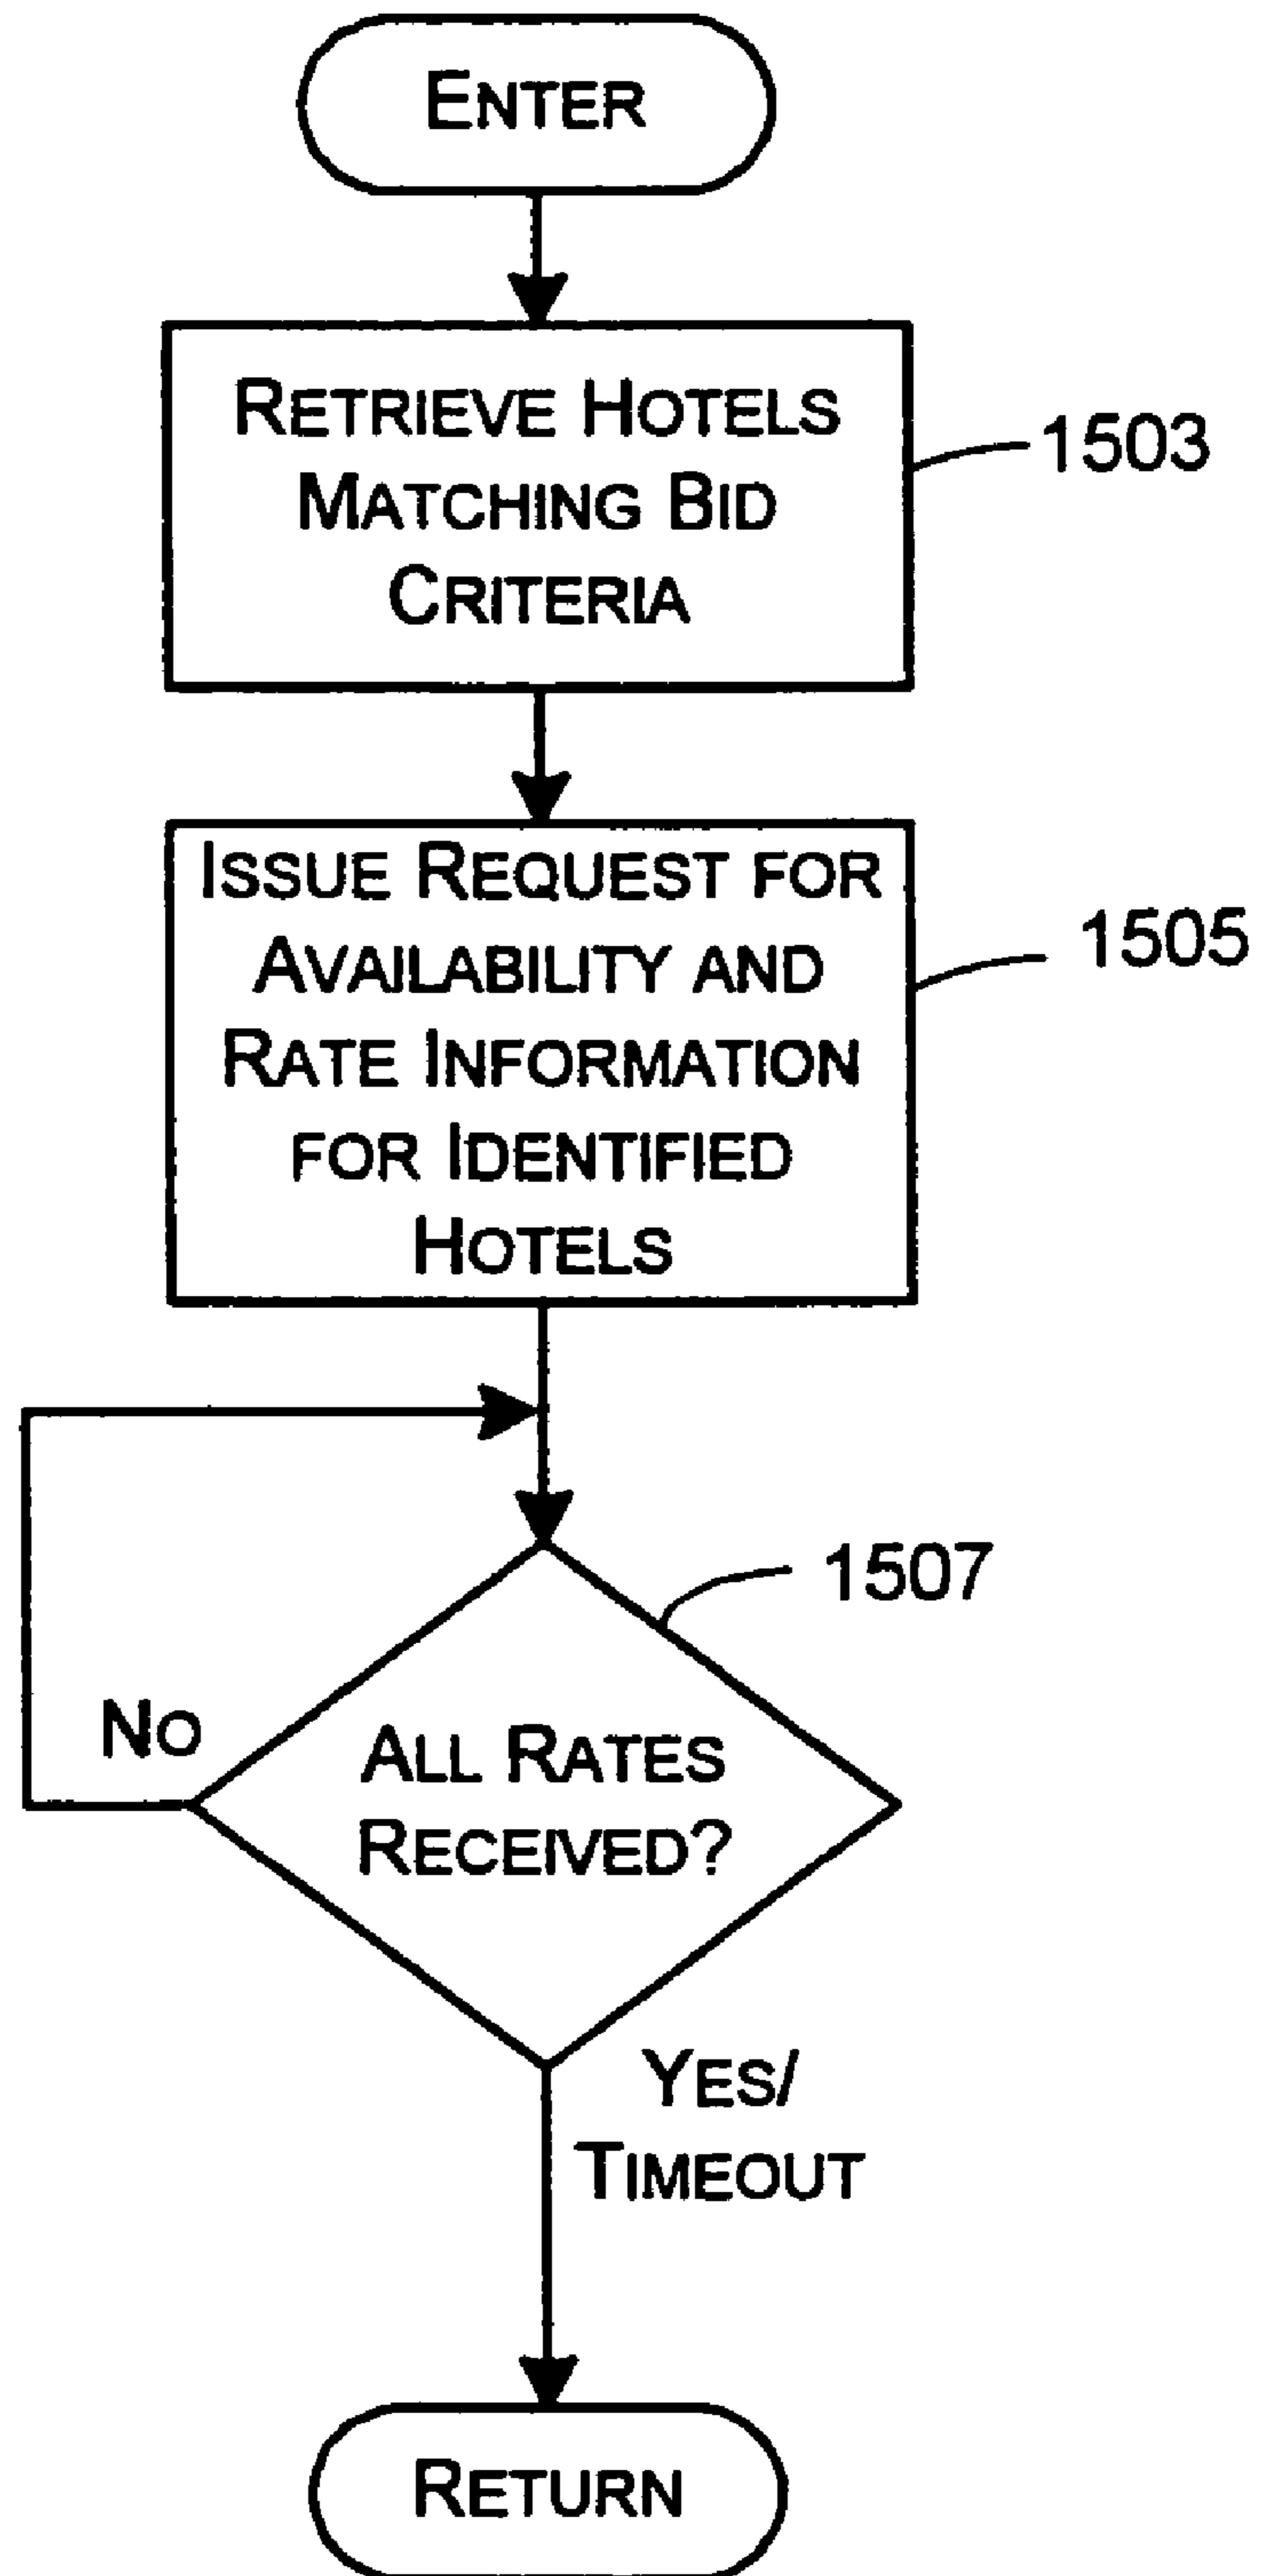 ENTER
RETRIEVE HOTELS
MATCHING BID
CRITERIA
1503
ISSUE REQUEST FOR
AVAILABILITY AND
RATE INFORMATION
FOR IDENTIFIED
HOTELS
1505
1507
NO
ALL RATES
RECEIVED?
YES/
TIMEOUT
RETURN